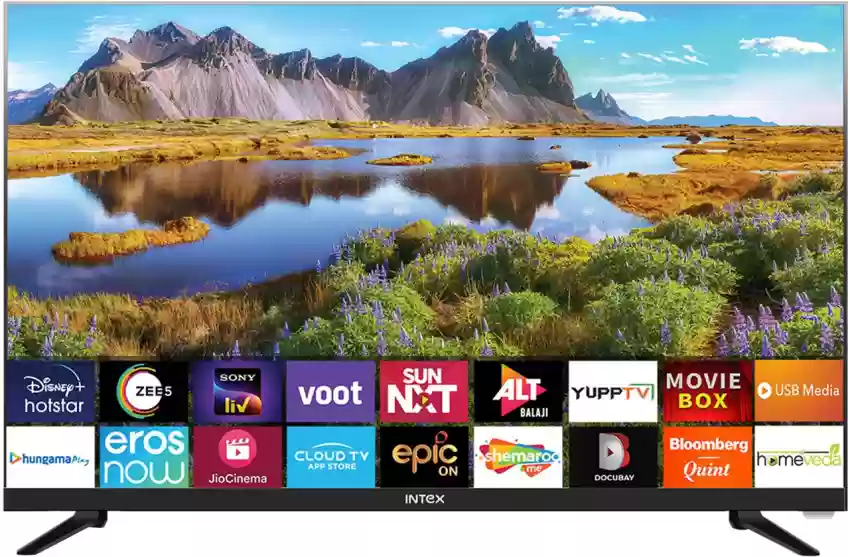 Disnep+
hotstar
ZEE5
SONY
liv
voot
SUN
NXT
ALT
BALAJI
YUPPTV
MOVIE
BOX
USB Media
hungama Play
eros
now
JioCinema
CLOUD TV
APP STORE
epic
ON
shemaroo
me
DOCUBAY
Bloomberg
Quint
homeveda
INTEX